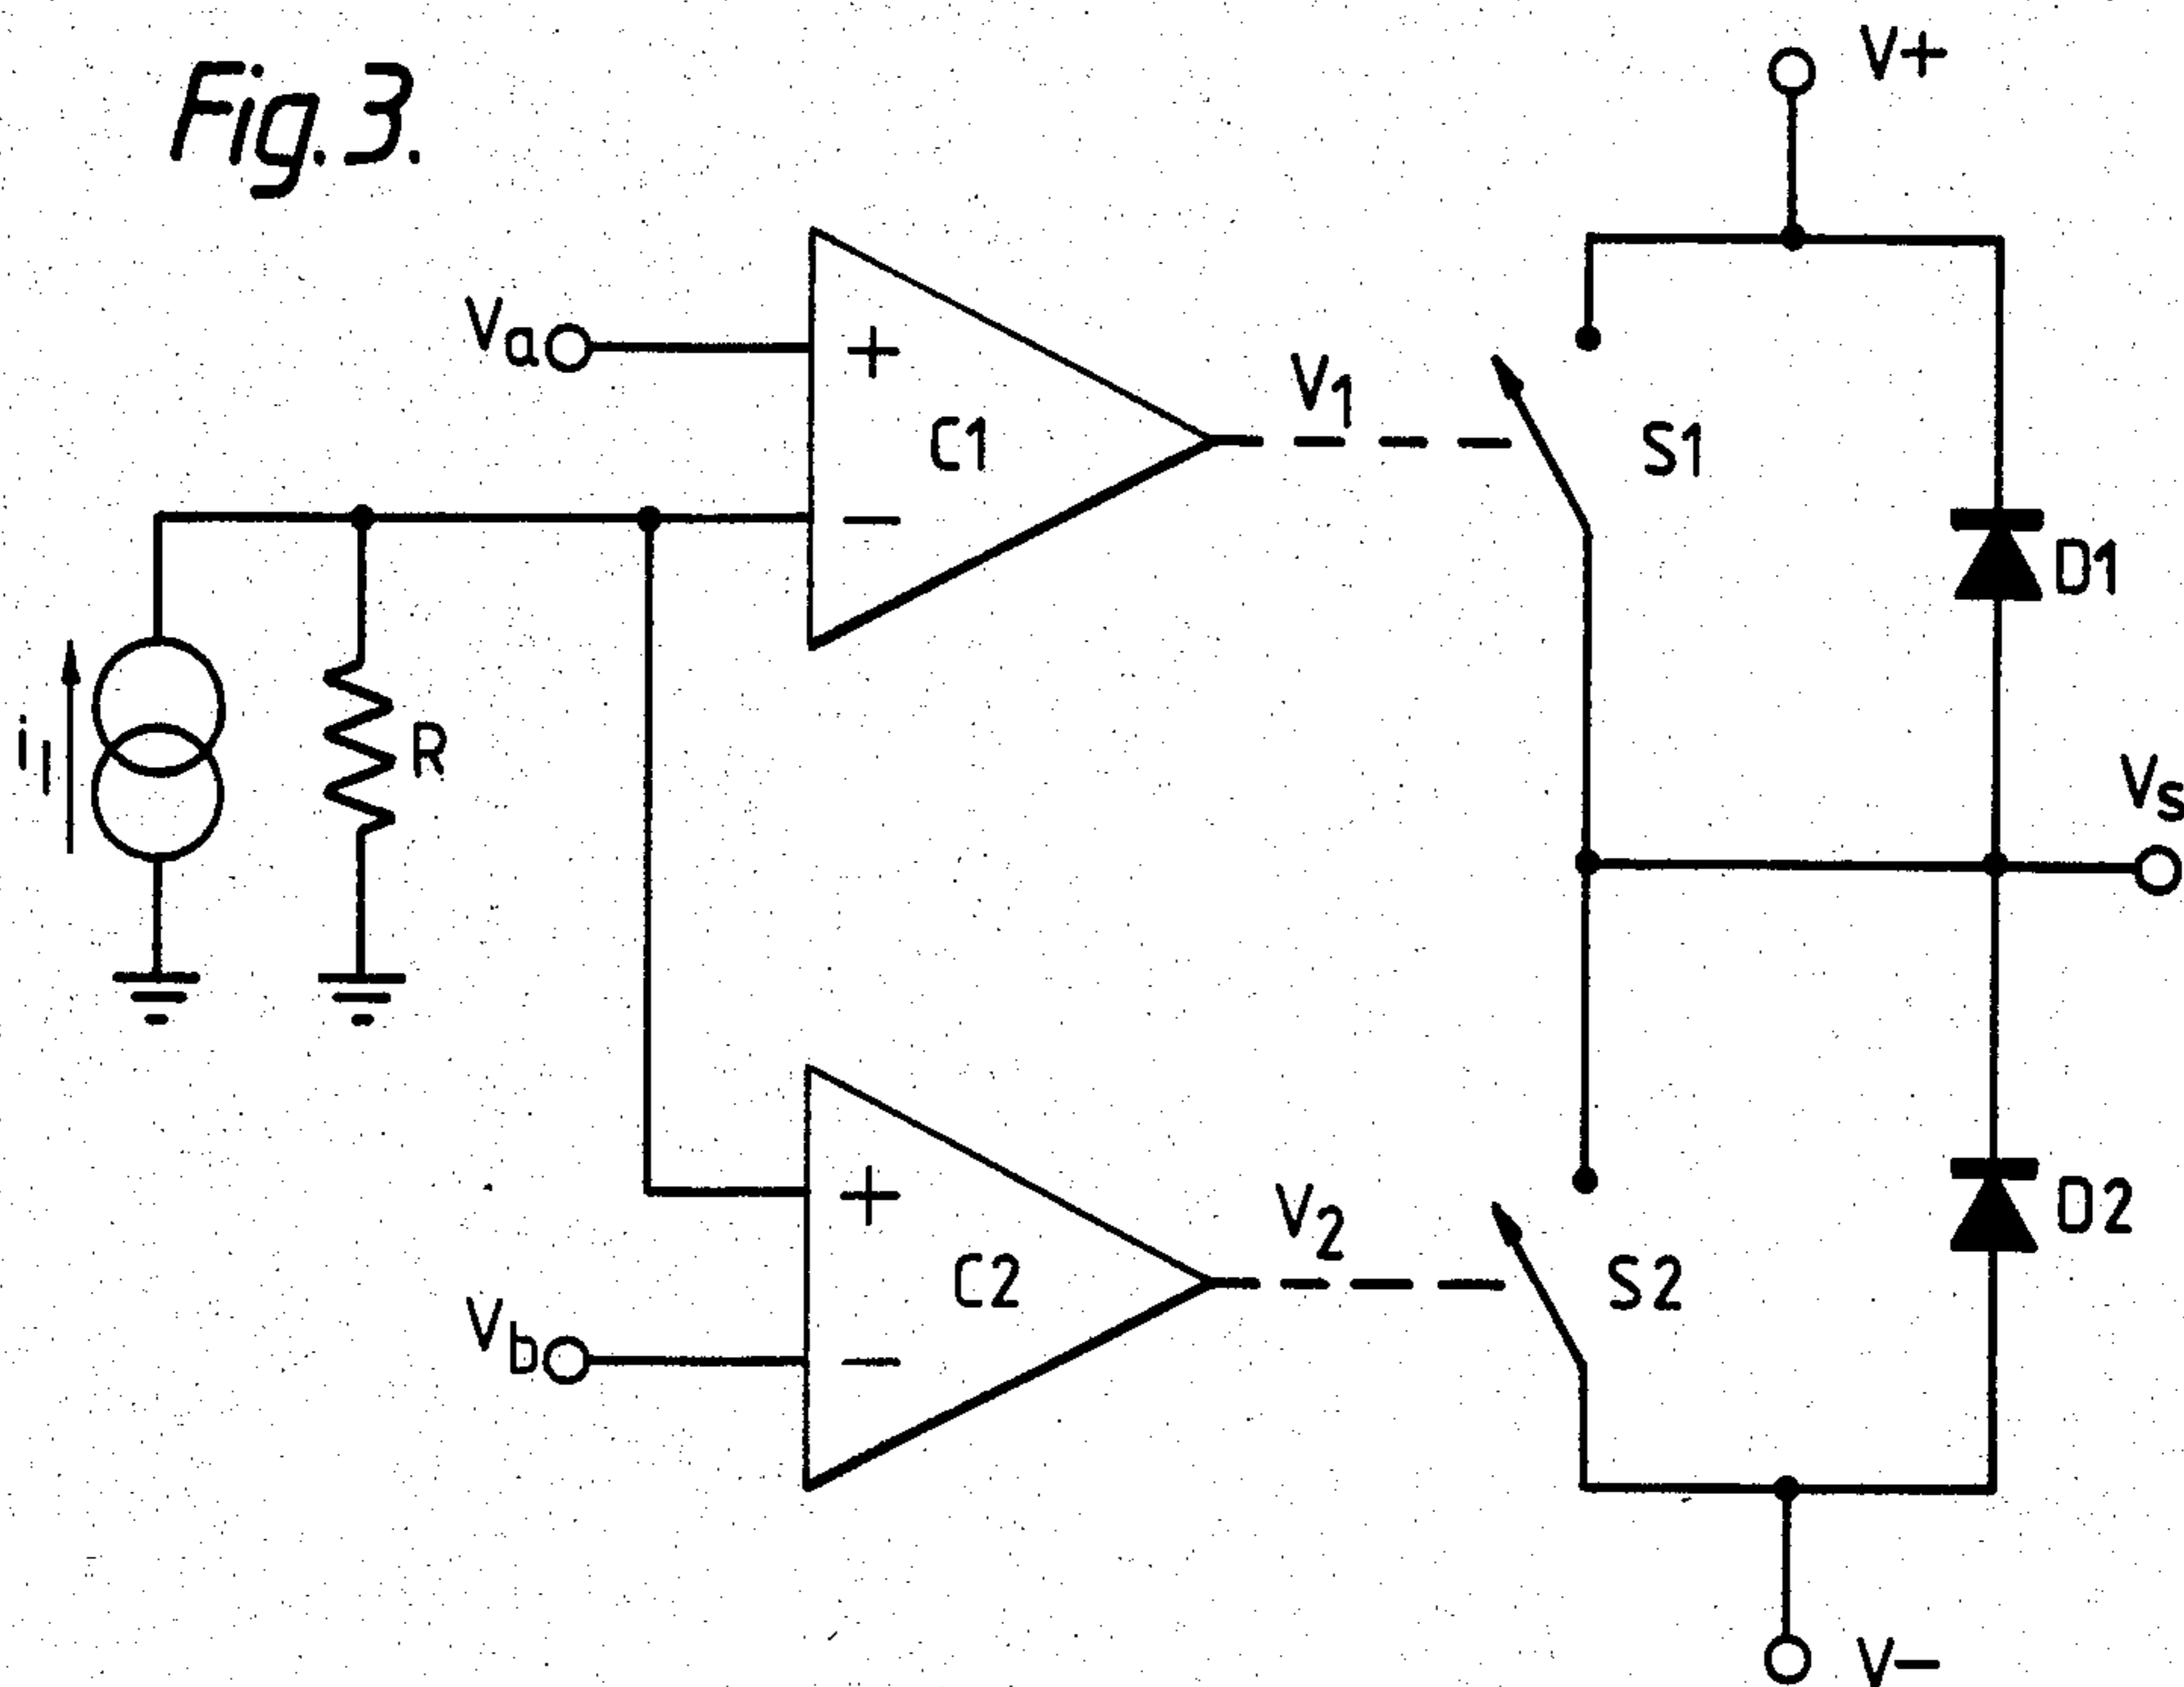 Fig. 3.
V+
Va
+
C1
−
V1
S1
D1
i1
R
Vs
+
C2
−
V2
S2
D2
Vb
V−